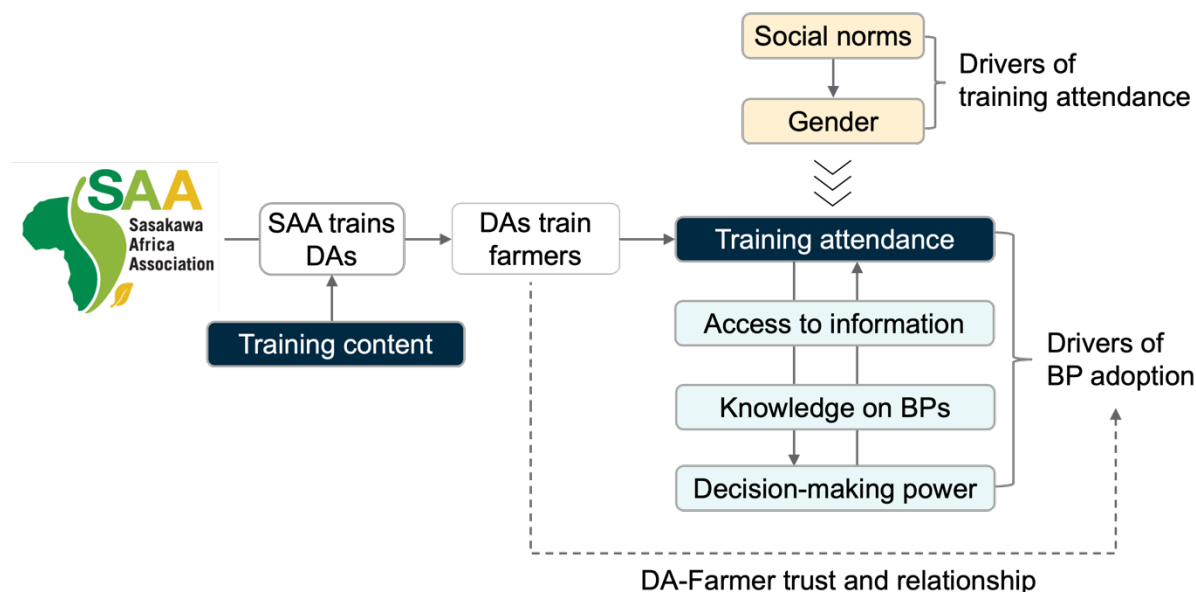 Social norms
Gender
Drivers of
training attendance
SAA
Sasakawa
Africa
Association
SAA trains
DAs
DAs train
farmers
Training content
Training attendance
Access to information
Knowledge on BPs
Decision-making power
Drivers of
BP adoption
DA-Farmer trust and relationship